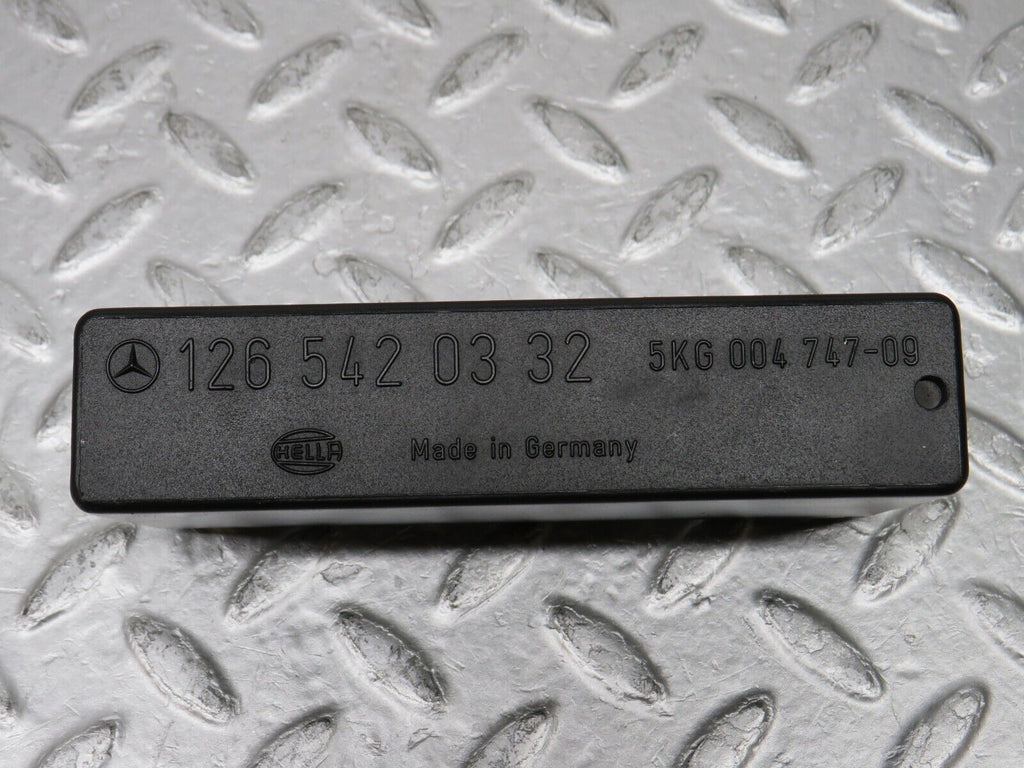 126 542 03 32 5KG 004 747-09
HELLA Made in Germany